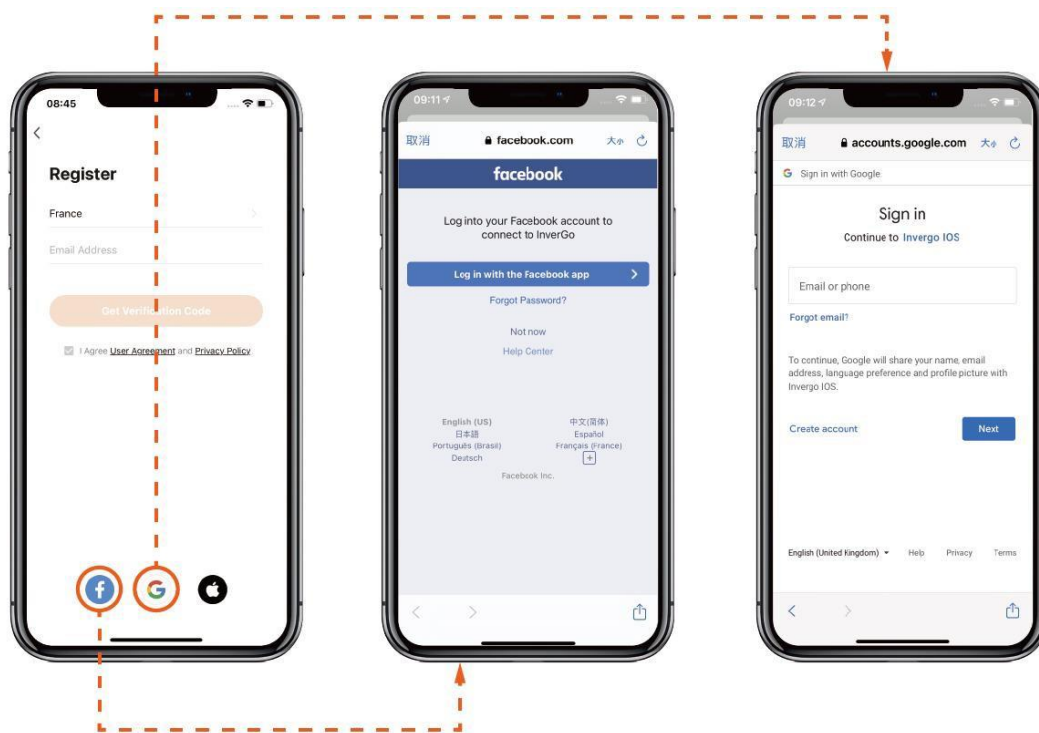 08:45
Register
France
Email Address
Get Verification Code
I Agree User Agreement and Privacy Policy
09:11
取消
facebook.com
大小
facebook
Log into your Facebook account to
connect to InverGo
Log in with the Facebook app
Forgot Password?
Not now
Help Center
English (US)
中文(简体)
日本語
Español
Português (Brasil)
Français (France)
Deutsch
Facebook Inc.
09:12
取消
accounts.google.com
大小
Sign in with Google
Sign in
Continue to Invergo IOS
Email or phone
Forgot email?
To continue, Google will share your name, email
address, language preference and profile picture with
Invergo IOS.
Create account
Next
English (United Kingdom)
Help
Privacy
Terms